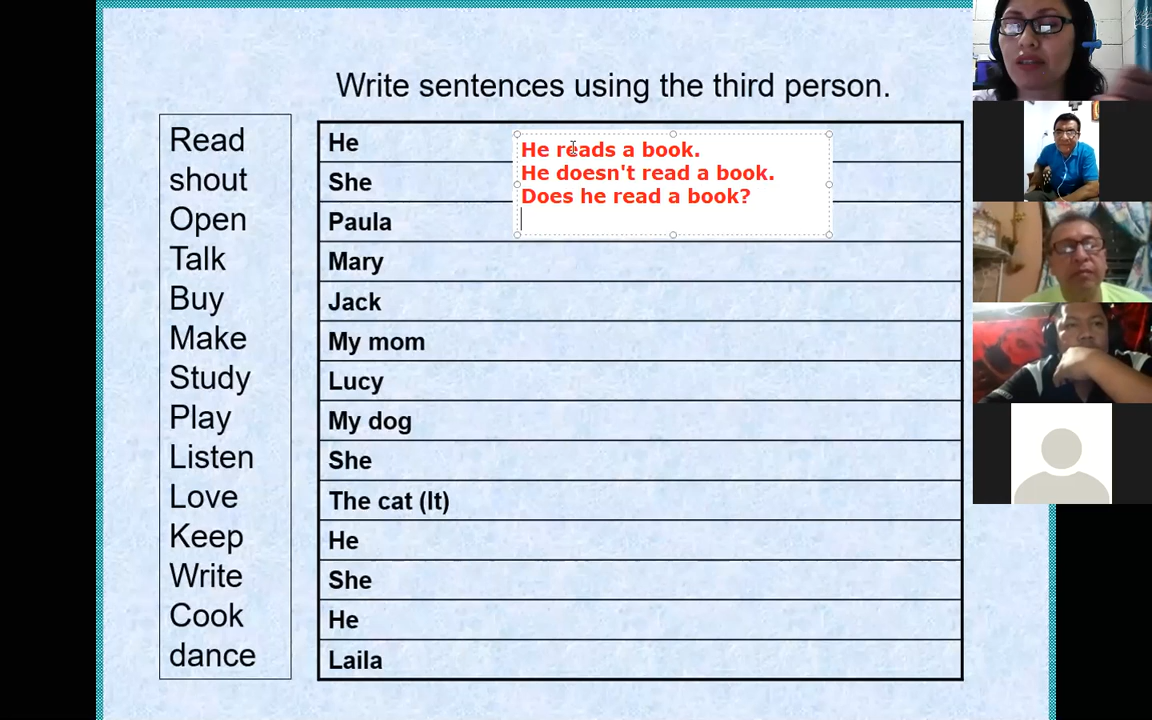 Write sentences using the third person.
Read
shout
Open
Talk
Buy
Make
Study
Play
Listen
Love
Keep
Write
Cook
dance
He
She
Paula
Mary
Jack
My mom
Lucy
My dog
She
The cat (It)
He
She
He
Laila
He reads a book.
He doesn't read a book.
Does he read a book?